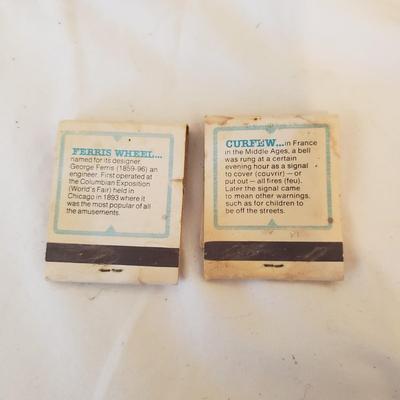 FERRIS WHEEL...
named for its designer,
George Ferris (1859-96) an
engineer. First operated at
the Columbian Exposition
(World's Fair) held in
Chicago in 1893 where it
was the most popular of all
the amusements.
CURFEW...in France
in the Middle Ages, a bell
was rung at a certain
evening hour as a signal
to cover (couvrir) — or
put out — all fires (feu).
Later the signal came
to mean other warnings,
such as for children to
be off the streets.